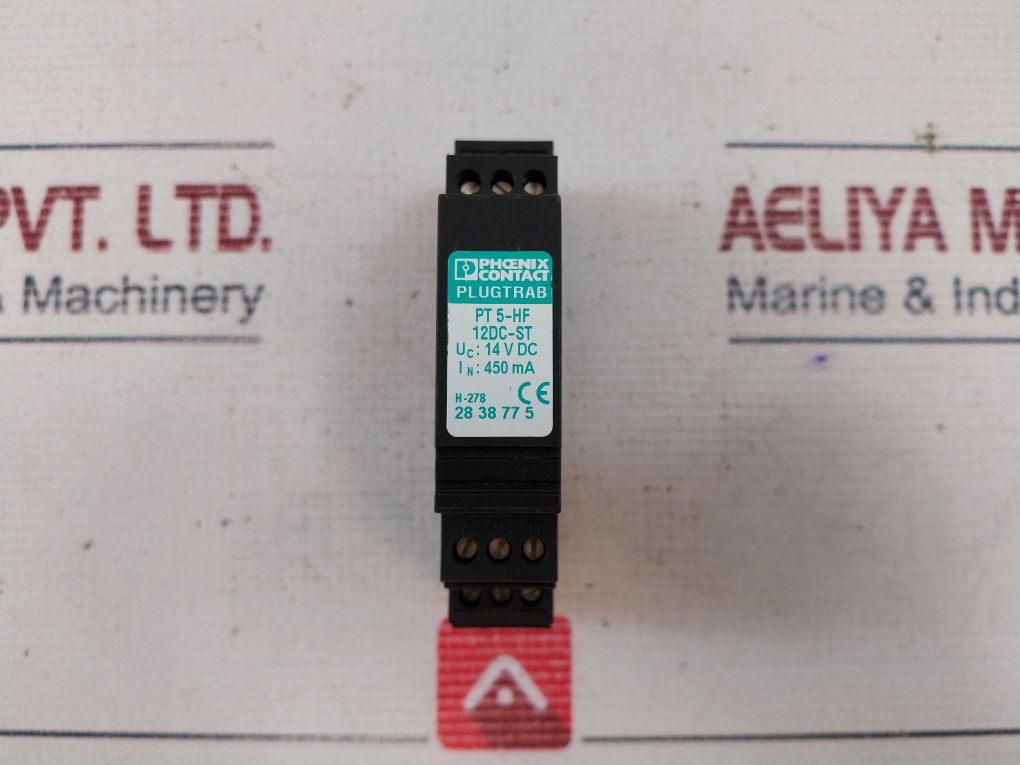 PVT. LTD.
& Machinery
AELIYA M
Marine & Ind
PHŒNIX
CONTACT
PLUGTRAB
PT 5-HF
12DC-ST
UC: 14 V DC
IN: 450 mA
H-278
CE
28 38 77 5